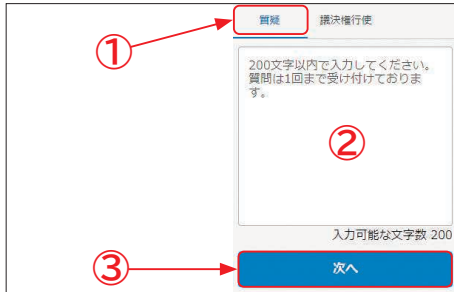 ① 質疑 議決権行使
200文字以内で入力してください。
質問は1回まで受け付けておりま
す。
②
入力可能な文字数 200
③ 次へ